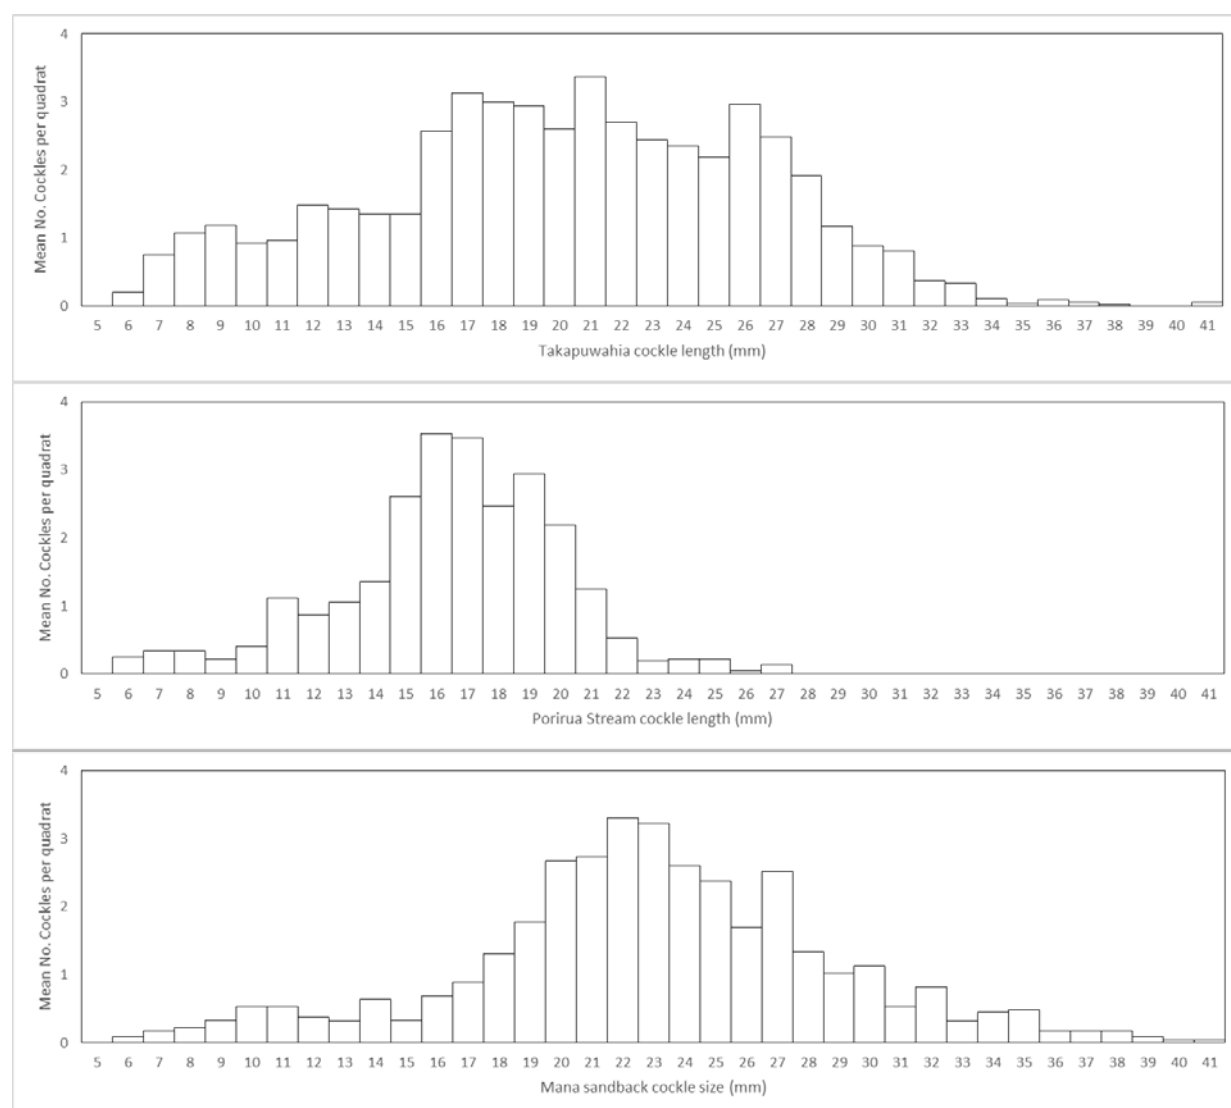 Mean No. Cockles per quadrat
4
3
2
1
0
5 6 7 8 9 10 11 12 13 14 15 16 17 18 19 20 21 22 23 24 25 26 27 28 29 30 31 32 33 34 35 36 37 38 39 40 41
Takapuwahia cockle length (mm)
Mean No. Cockles per quadrat
4
3
2
1
0
5 6 7 8 9 10 11 12 13 14 15 16 17 18 19 20 21 22 23 24 25 26 27 28 29 30 31 32 33 34 35 36 37 38 39 40 41
Porirua Stream cockle length (mm)
Mean No. Cockles per quadrat
4
3
2
1
0
5 6 7 8 9 10 11 12 13 14 15 16 17 18 19 20 21 22 23 24 25 26 27 28 29 30 31 32 33 34 35 36 37 38 39 40 41
Mana sandback cockle size (mm)